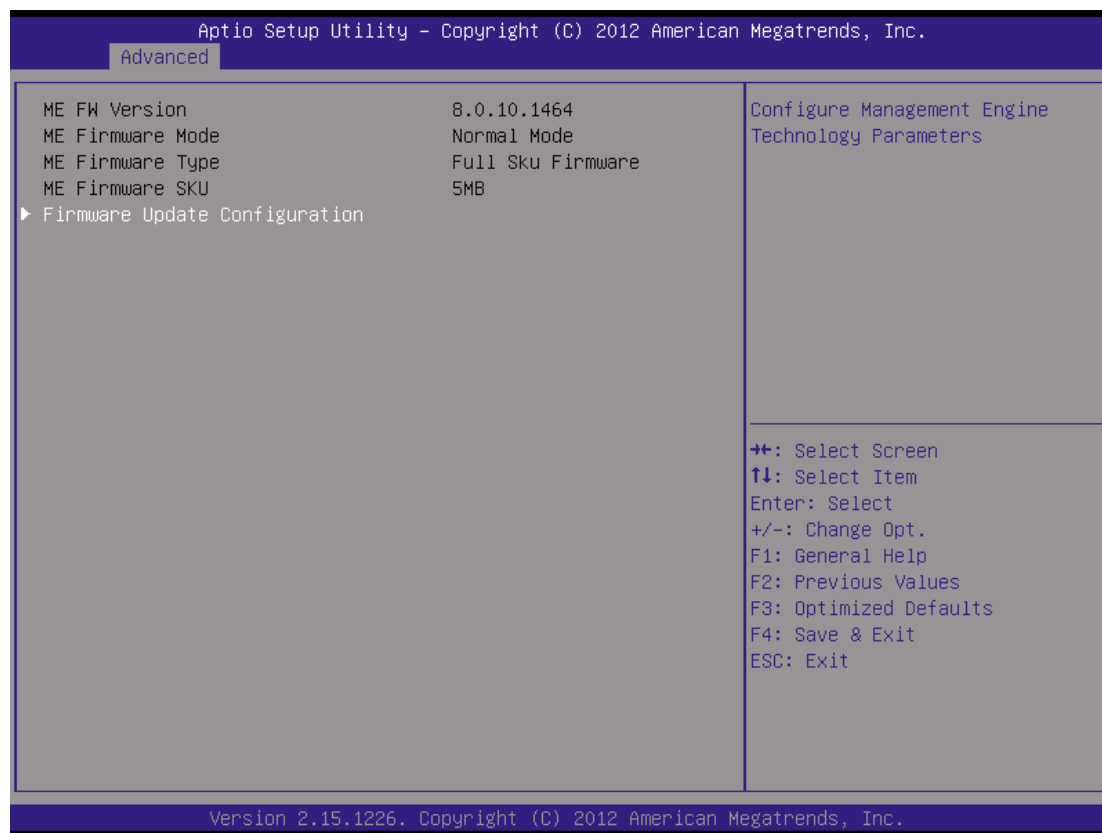 Aptio Setup Utility – Copyright (C) 2012 American Megatrends, Inc.
Advanced
ME FW Version 8.0.10.1464
ME Firmware Mode Normal Mode
ME Firmware Type Full Sku Firmware
ME Firmware SKU 5MB
▶ Firmware Update Configuration
Configure Management Engine
Technology Parameters
→←: Select Screen
↑↓: Select Item
Enter: Select
+/-: Change Opt.
F1: General Help
F2: Previous Values
F3: Optimized Defaults
F4: Save & Exit
ESC: Exit
Version 2.15.1226. Copyright (C) 2012 American Megatrends, Inc.